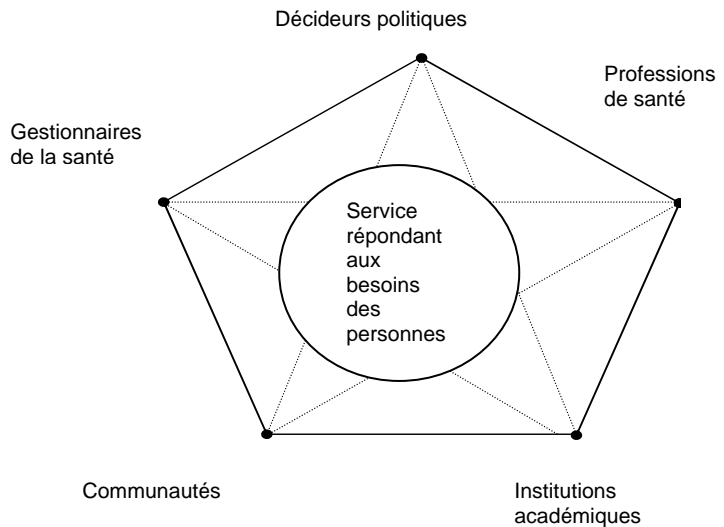 Décideurs politiques
Professions
de santé
Gestionnaires
de la santé
Service
répondant
aux
besoins
des
personnes
Communautés
Institutions
académiques